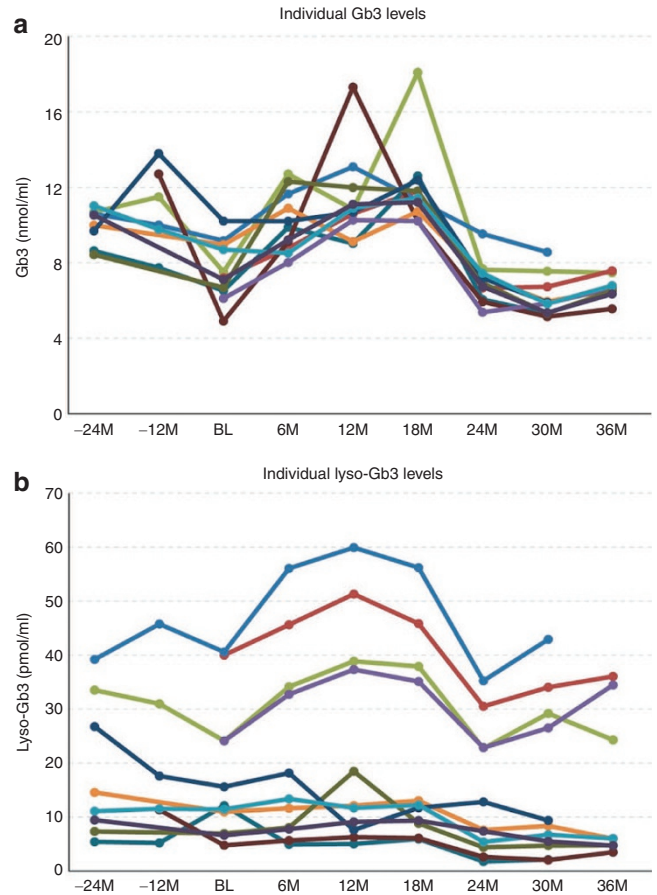 a
Individual Gb3 levels
20
16
12
8
4
0
Gb3 (nmol/ml)
−24M −12M BL 6M 12M 18M 24M 30M 36M
b
Individual lyso-Gb3 levels
70
60
50
40
30
20
10
0
Lyso-Gb3 (pmol/ml)
−24M −12M BL 6M 12M 18M 24M 30M 36M